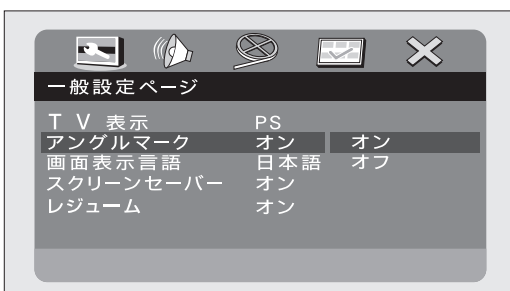 一般設定ページ
TV 表示 PS
アングルマーク オン オン
画面表示言語 日本語 オフ
スクリーンセーバー オン
レジューム オン